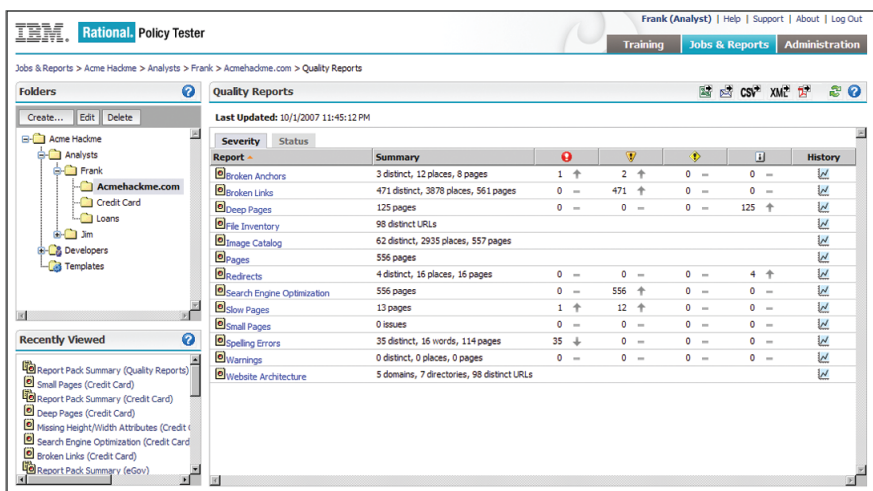 Frank (Analyst) | Help | Support | About | Log Out
IBM. Rational. Policy Tester
Training Jobs & Reports Administration
Jobs & Reports > Acme Hackme > Analysts > Frank > Acmehackme.com > Quality Reports
Folders
Create... Edit Delete
Acme Hackme
Analysts
Frank
Acmehackme.com
Credit Card
Loans
Jim
Developers
Templates
Recently Viewed
Report Pack Summary (Quality Reports)
Small Pages (Credit Card)
Report Pack Summary (Credit Card)
Deep Pages (Credit Card)
Missing Height/Width Attributes (Credit (
Search Engine Optimization (Credit Card
Broken Links (Credit Card)
Report Pack Summary (eGov)
Quality Reports CSV XML
Last Updated: 10/1/2007 11:45:12 PM
Severity Status
Report Summary History
Broken Anchors 3 distinct, 12 places, 8 pages 1 2 0 0
Broken Links 471 distinct, 3878 places, 561 pages 0 471 0 0
Deep Pages 125 pages 0 0 0 125
File Inventory 98 distinct URLs
Image Catalog 62 distinct, 2935 places, 557 pages
Pages 556 pages
Redirects 4 distinct, 16 places, 16 pages 0 0 0 4
Search Engine Optimization 556 pages 0 556 0 0
Slow Pages 13 pages 1 12 0 0
Small Pages 0 issues 0 0 0 0
Spelling Errors 35 distinct, 16 words, 114 pages 35 0 0 0
Warnings 0 distinct, 0 places, 0 pages 0 0 0 0
Website Architecture 5 domains, 7 directories, 98 distinct URLs